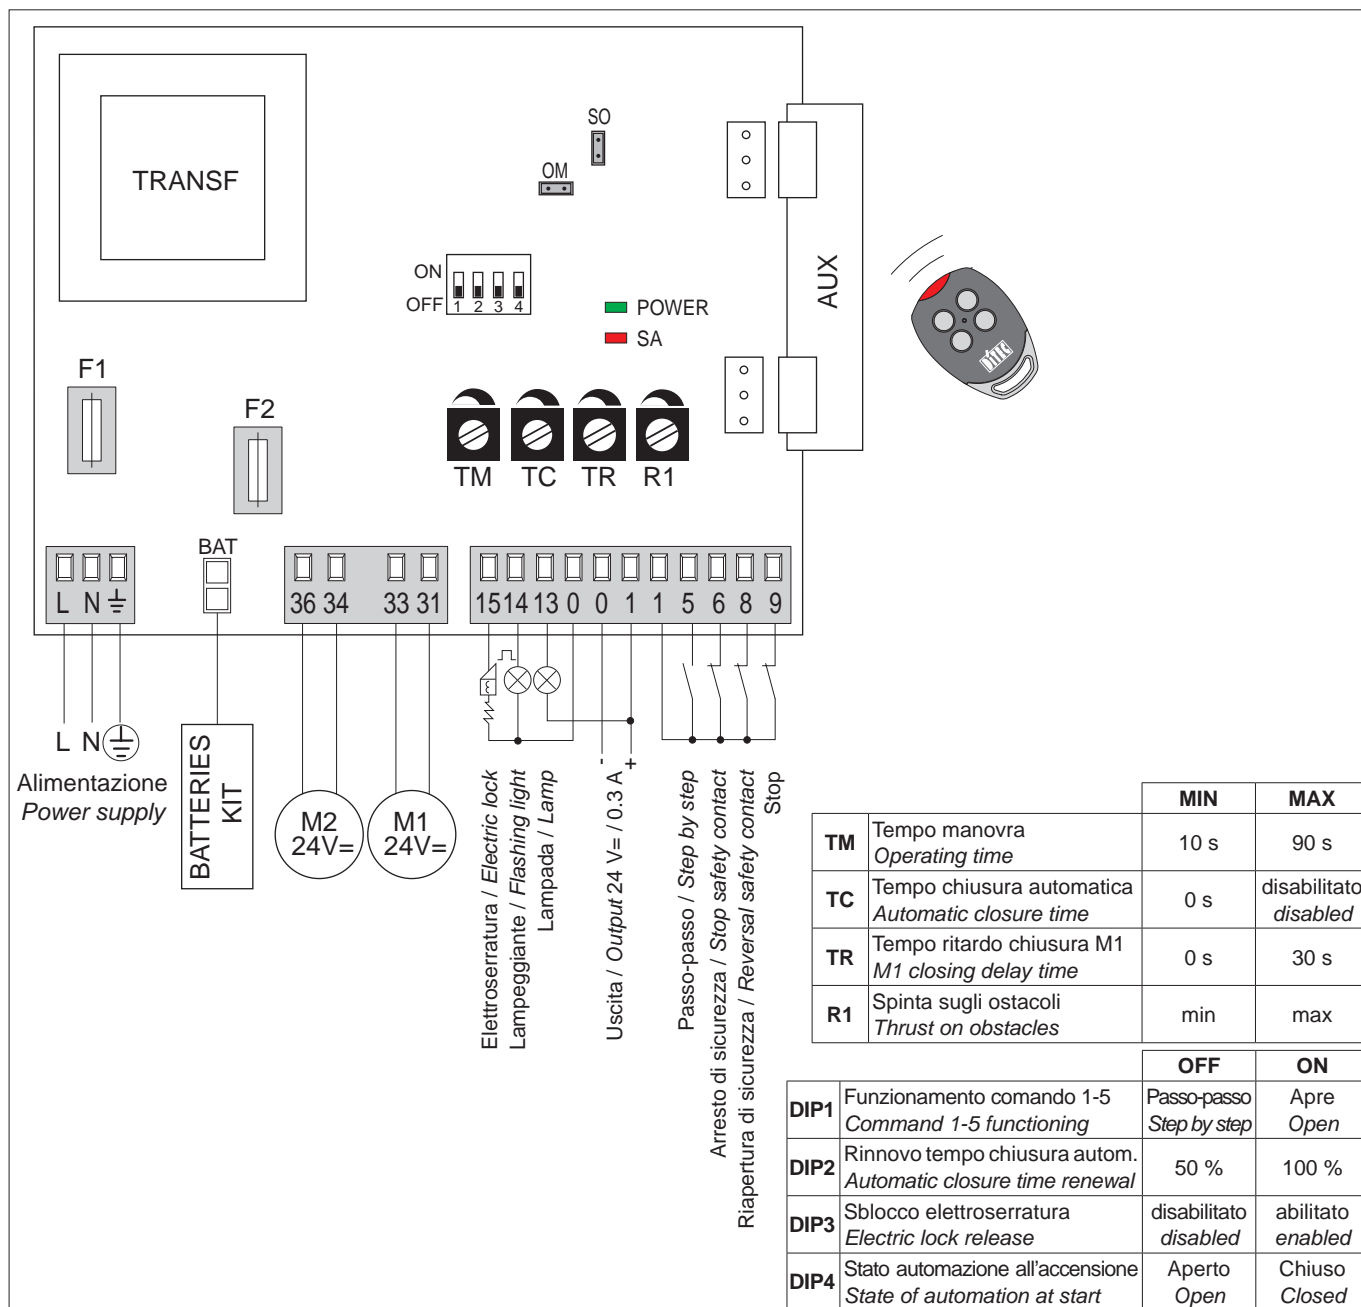 TRANSF
SO
OM
ON
OFF
1 2 3 4
POWER
SA
AUX
DITEC
F1
F2
TM TC TR R1
BAT
L N
36 34 33 31
15 14 13 0 0 1 1 5 6 8 9
L N
Alimentazione
Power supply
BATTERIES
KIT
M2
24V=
M1
24V=
Elettroserratura / Electric lock
Lampeggiante / Flashing light
Lampada / Lamp
- +
Uscita / Output 24 V= / 0.3 A
Passo-passo / Step by step
Arresto di sicurezza / Stop safety contact
Riapertura di sicurezza / Reversal safety contact
Stop
MIN MAX
TM Tempo manovra 10 s 90 s
Operating time
TC Tempo chiusura automatica 0 s disabilitato
Automatic closure time disabled
TR Tempo ritardo chiusura M1 0 s 30 s
M1 closing delay time
R1 Spinta sugli ostacoli min max
Thrust on obstacles
OFF ON
DIP1 Funzionamento comando 1-5 Passo-passo Apre
Command 1-5 functioning Step by step Open
DIP2 Rinnovo tempo chiusura autom. 50 % 100 %
Automatic closure time renewal
DIP3 Sblocco elettroserratura disabilitato abilitato
Electric lock release disabled enabled
DIP4 Stato automazione all'accensione Aperto Chiuso
State of automation at start Open Closed